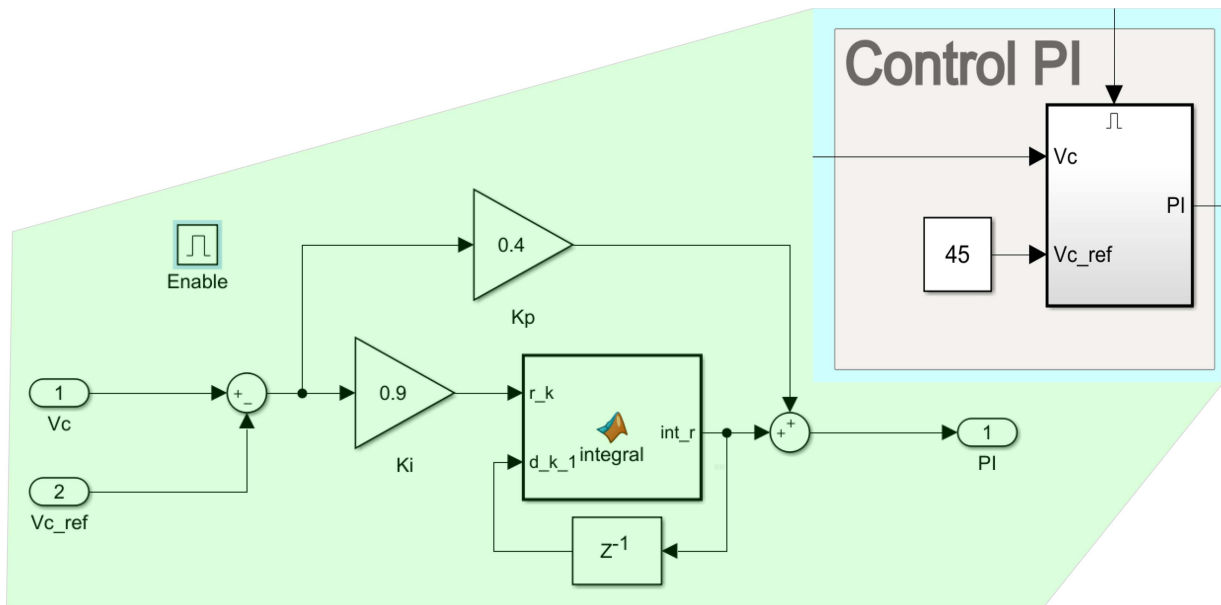 Control PI
Vc
PI
45
Vc_ref
Enable
0.4
Kp
1
Vc
+
−
0.9
Ki
r_k
int_r
integral
d_k_1
+
+
1
PI
2
Vc_ref
Z-1